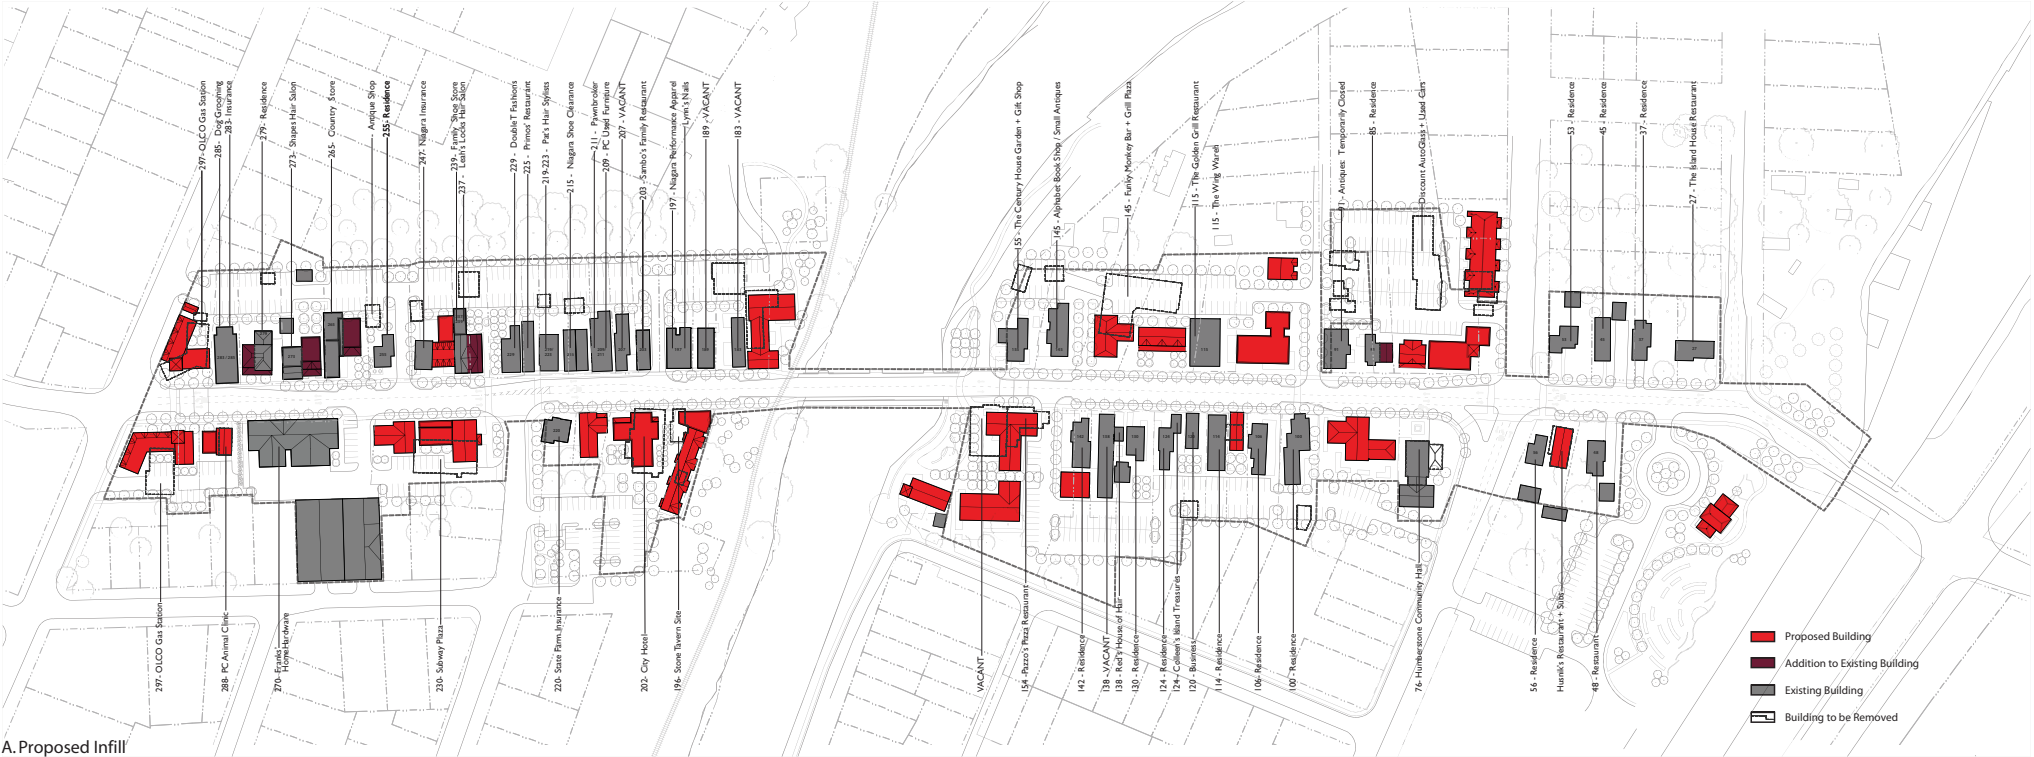 297- OLCO Gas Station
285- Dog Grooming
283- Insurance
279 - Residence
273- Shapes Hair Salon
265- Country Store
Antique Shop
255- Residence
247- Niagara Insurance
239 - Family Shoe Store
237 - Leah's Locks Hair Salon
229 - Double T Fashions
225 - Primos' Restaurant
219-223 - Pat's Hair Stylists
215 - Niagara Shoe Clearance
211 - Pawnbroker
209 - PC Used Furniture
207 - VACANT
203 - Sambo's Family Restaurant
197 - Niagara Performance Apparel
Lynn's Nails
189 - VACANT
183 - VACANT
155 - The Century House Garden + Gift Shop
145 - Alphabet Book Shop / Small Antiques
145 - Funky Monkey Bar + Grill Plaza
115 - The Golden Grill Restaurant
115 - The Wing Waren
91 - Antiques: Temporarily Closed
85 - Residence
Discount AutoGlass + Used Cars
53 - Residence
45 - Residence
37 - Residence
27 - The Island House Restaurant
297 - OLCO Gas Station
288- PC Animal Clinic
270- Franks
Home Hardware
230- Subway Plaza
220- State Farm Insurance
202- City Hotel
196- Stone Tavern Site
VACANT
154 -Pazzo's Pizza Restaurant
142 - Residence
138 -VACANT
138 - Red's House of Hair
130 - Residence
124 - Residence
124 - Colleen's Island Treasures
120 - Business
114 - Residence
106- Residence
100 - Residence
76- Humberstone Community Hall
56 - Residence
Husnik's Restaurant + Subs
48 - Restaurant
Proposed Building
Addition to Existing Building
Existing Building
Building to be Removed
A. Proposed Infill